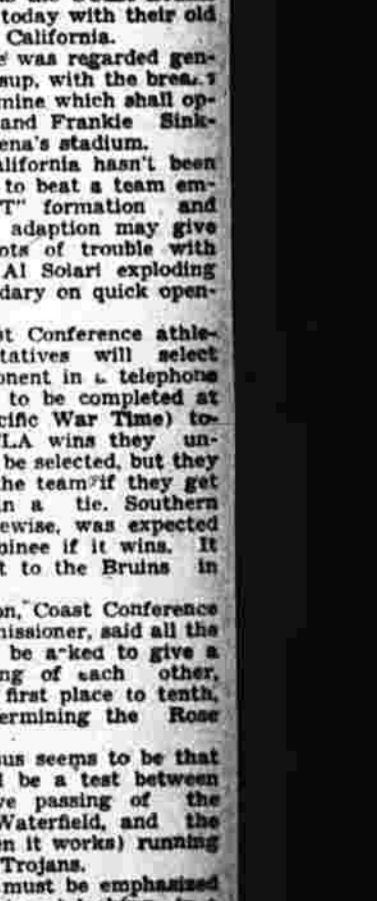 today with their old
California.
was regarded gen-
sup, with the
mine which shall op-
and Frankie Sink-
ena's stadium.
alifornia hasn't been
to beat a team em-
T" formation and
adaption may give
ots of trouble with
Al Solari exploding
dary on quick open-
st Conference athle-
tatives will select
onent in telephone
to be completed at
cific War Time) to-
LA wins they un-
be selected, but they
he team if they get
in a tie. Southern
ewise, was expected
pinee if it wins. It
t to the Bruins in
on, Coast Conference
missioner, said all the
be a-ked to give a
ng of each other,
first place to tenth,
ermining the Rose
us seems to be that
l be a test between
ve passing of the
Waterfield, and the
en it works) running
Trojans.
must be emphasized